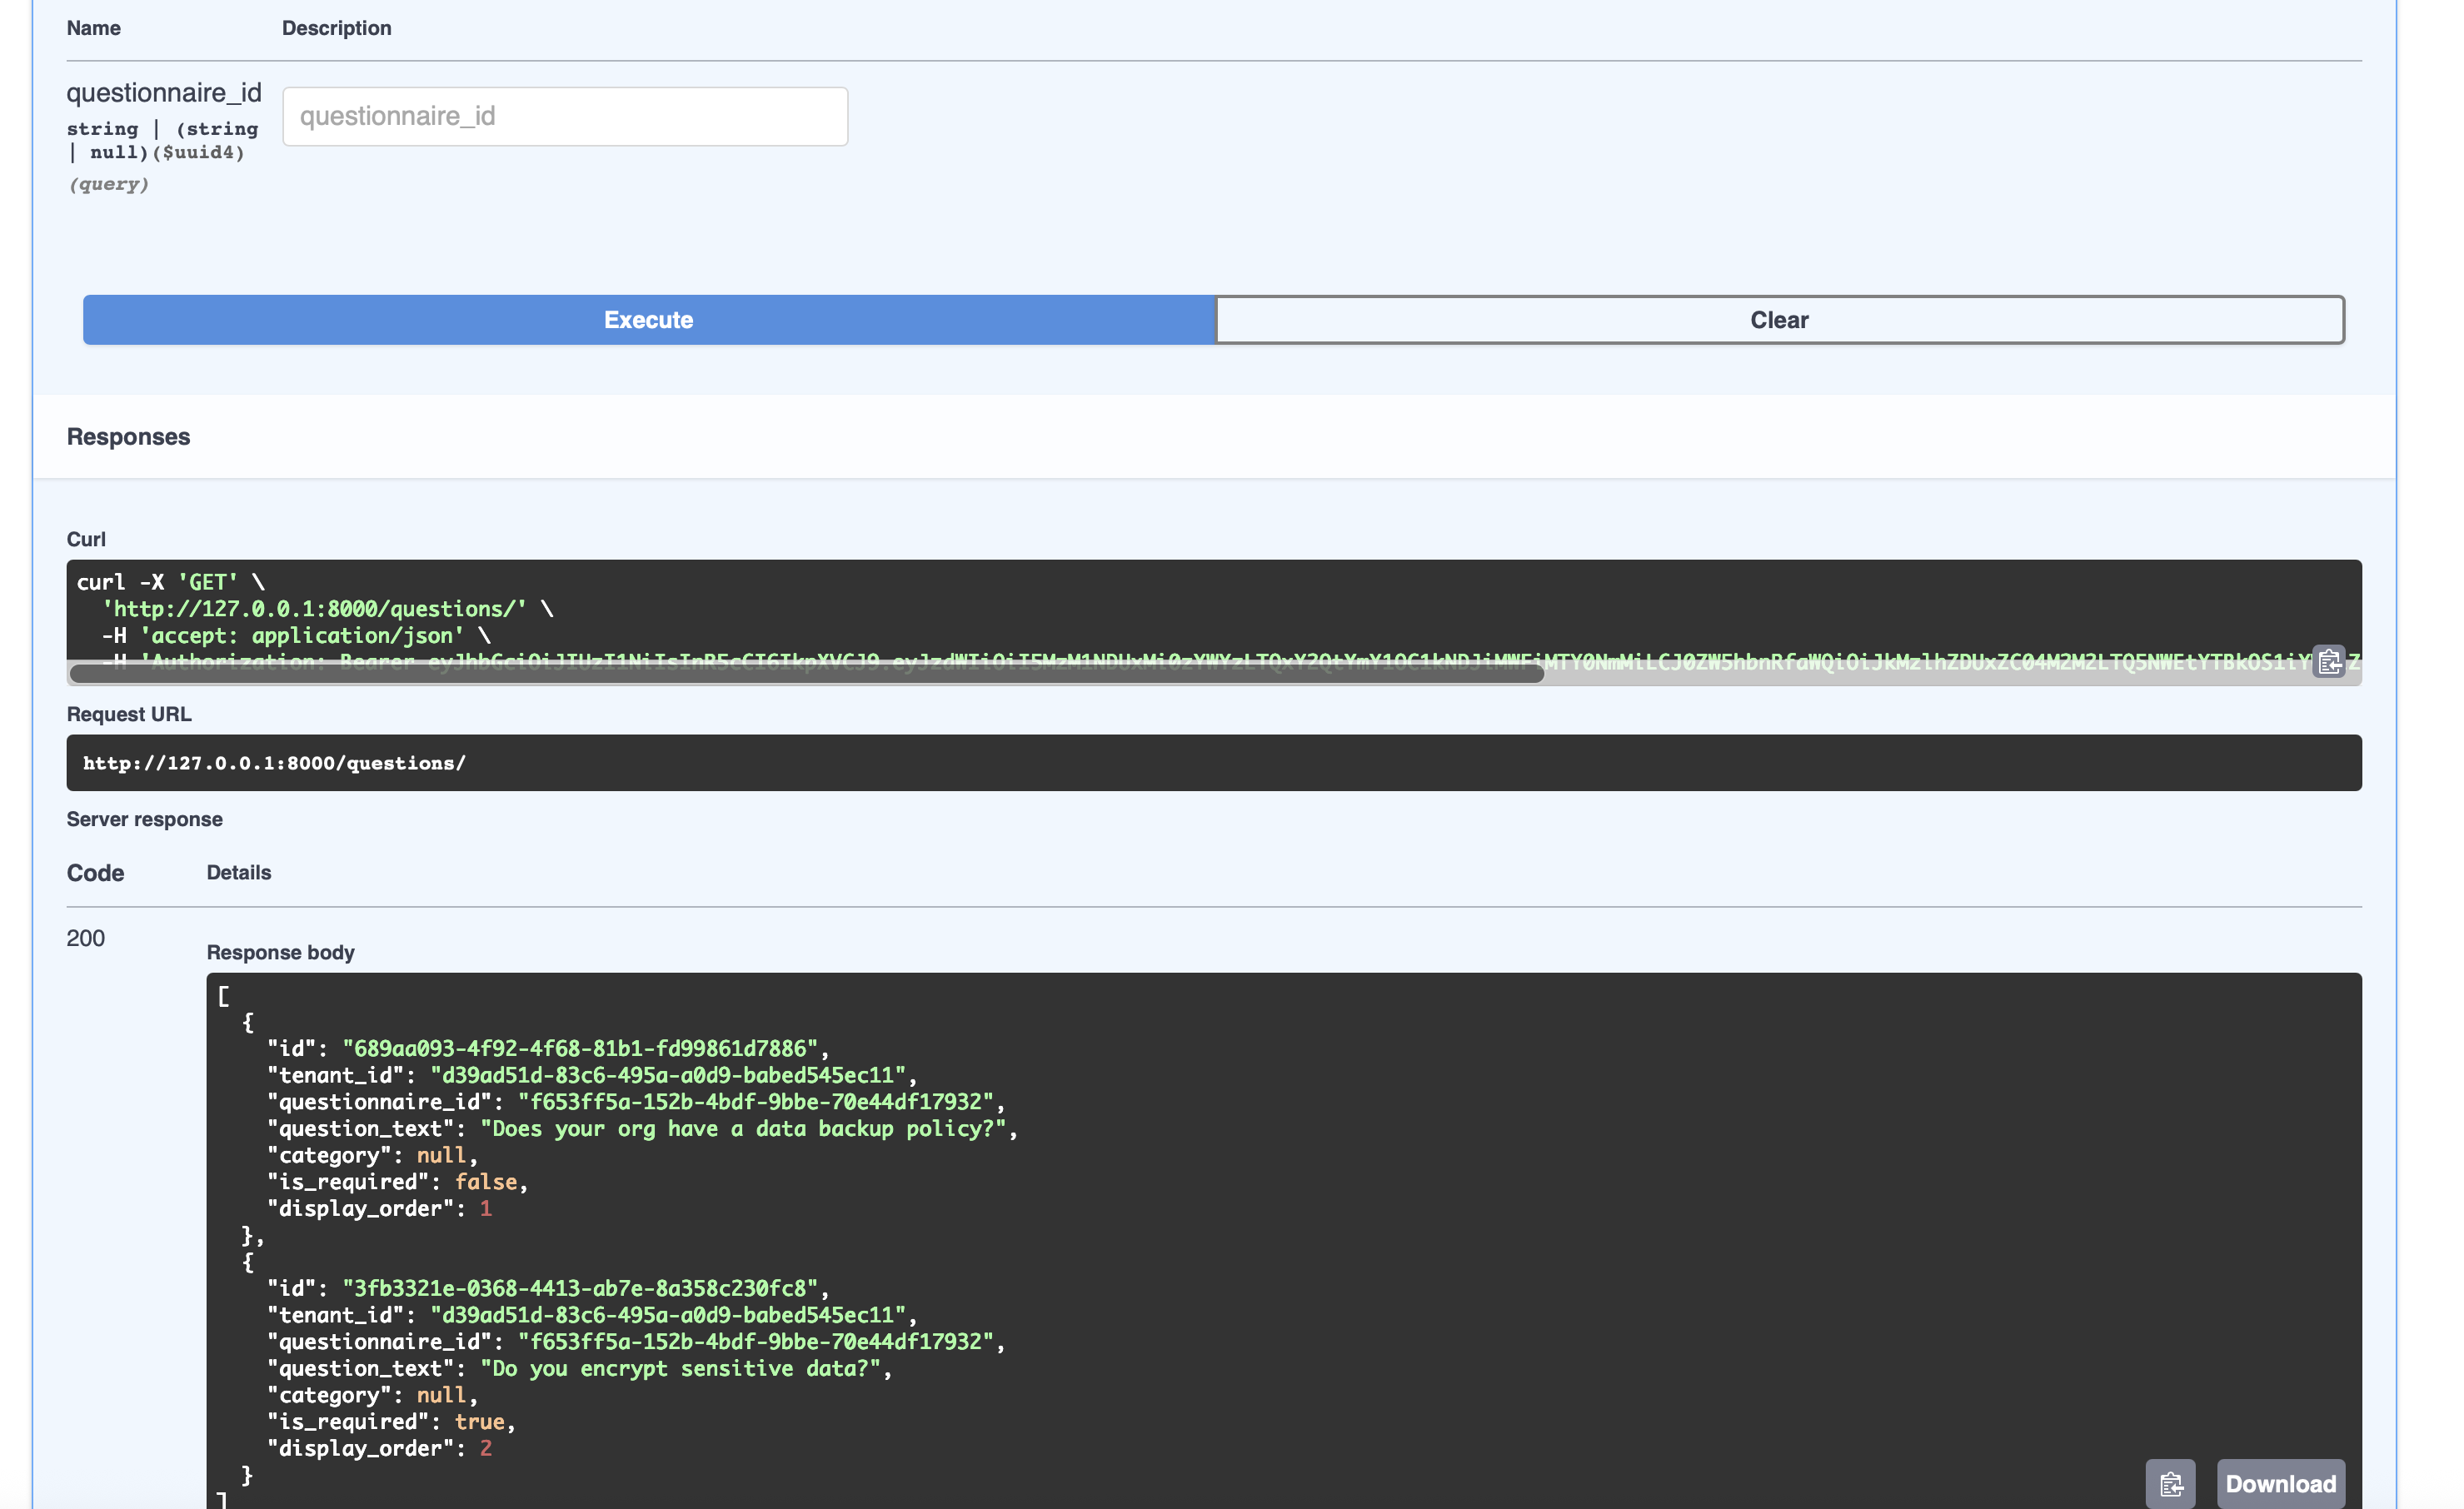 Name Description
questionnaire_id
string | (string
| null)($uuid4)
(query)
questionnaire_id
Execute Clear
Responses
Curl
curl -X 'GET' \
'http://127.0.0.1:8000/questions/' \
-H 'accept: application/json' \
-H 'Authorization: Bearer
Request URL
http://127.0.0.1:8000/questions/
Server response
Code Details
200
Response body
[
{
"id": "689aa093-4f92-4f68-81b1-fd99861d7886",
"tenant_id": "d39ad51d-83c6-495a-a0d9-babed545ec11",
"questionnaire_id": "f653ff5a-152b-4bdf-9bbe-70e44df17932",
"question_text": "Does your org have a data backup policy?",
"category": null,
"is_required": false,
"display_order": 1
},
{
"id": "3fb3321e-0368-4413-ab7e-8a358c230fc8",
"tenant_id": "d39ad51d-83c6-495a-a0d9-babed545ec11",
"questionnaire_id": "f653ff5a-152b-4bdf-9bbe-70e44df17932",
"question_text": "Do you encrypt sensitive data?",
"category": null,
"is_required": true,
"display_order": 2
}
]
Download